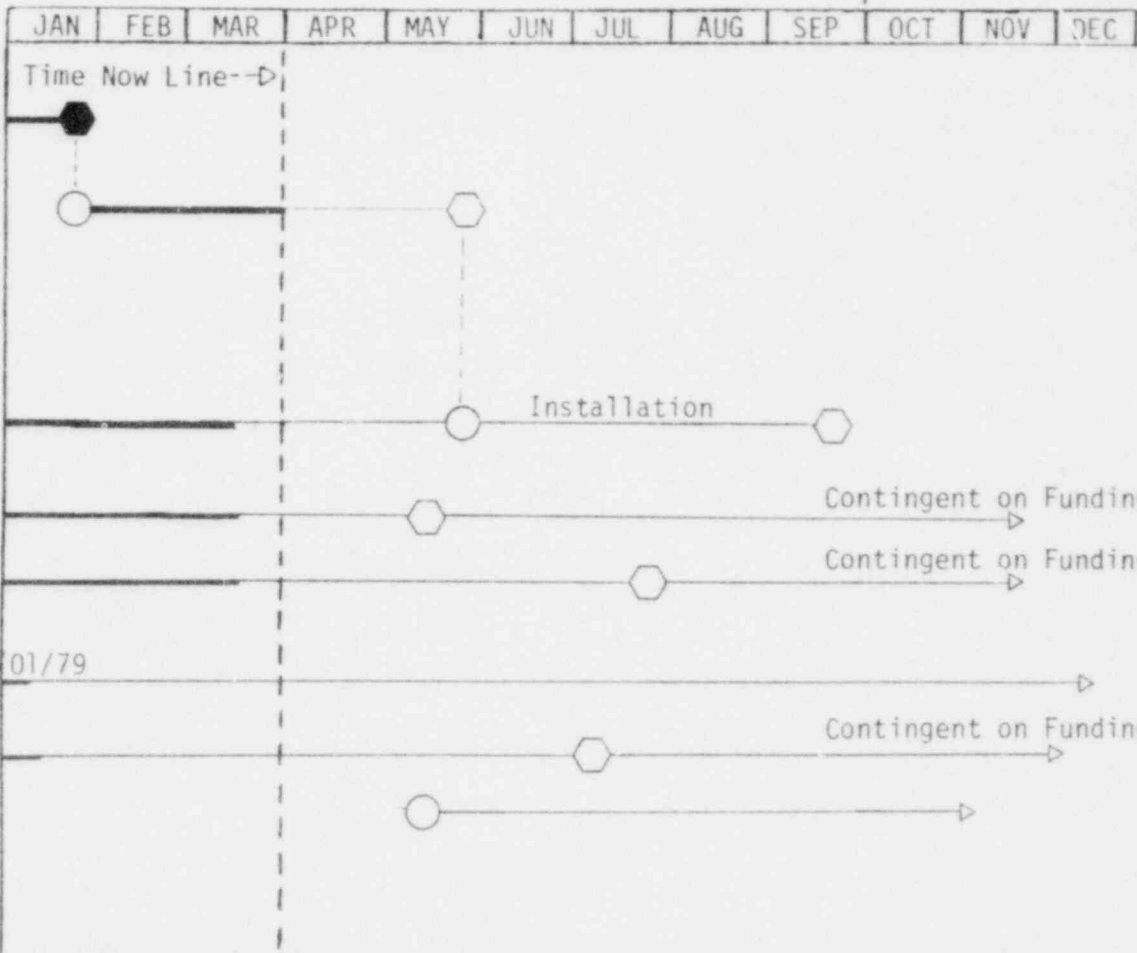 JAN FEB MAR APR MAY JUN JUL AUG SEP OCT NOV DEC
Time Now Line
Installation
Contingent on Fundin
Contingent on Fundin
01/79
Contingent on Fundin